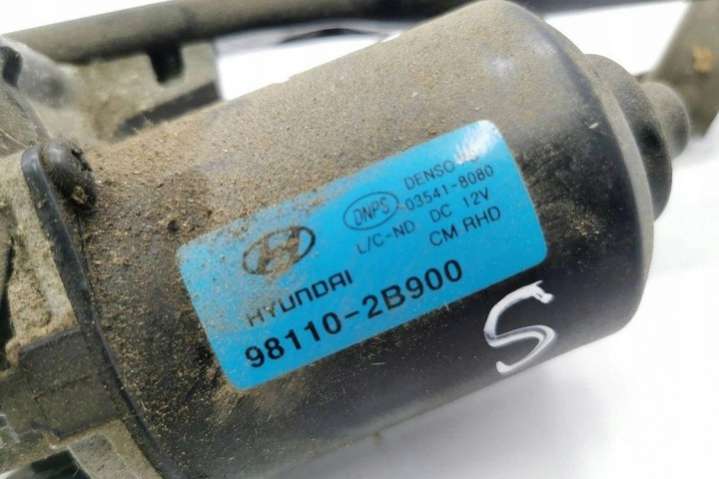 DENSO
DNPS
03541-8080
L/C-ND DC 12V
CM RHD
HYUNDAI
98110-2B900
S